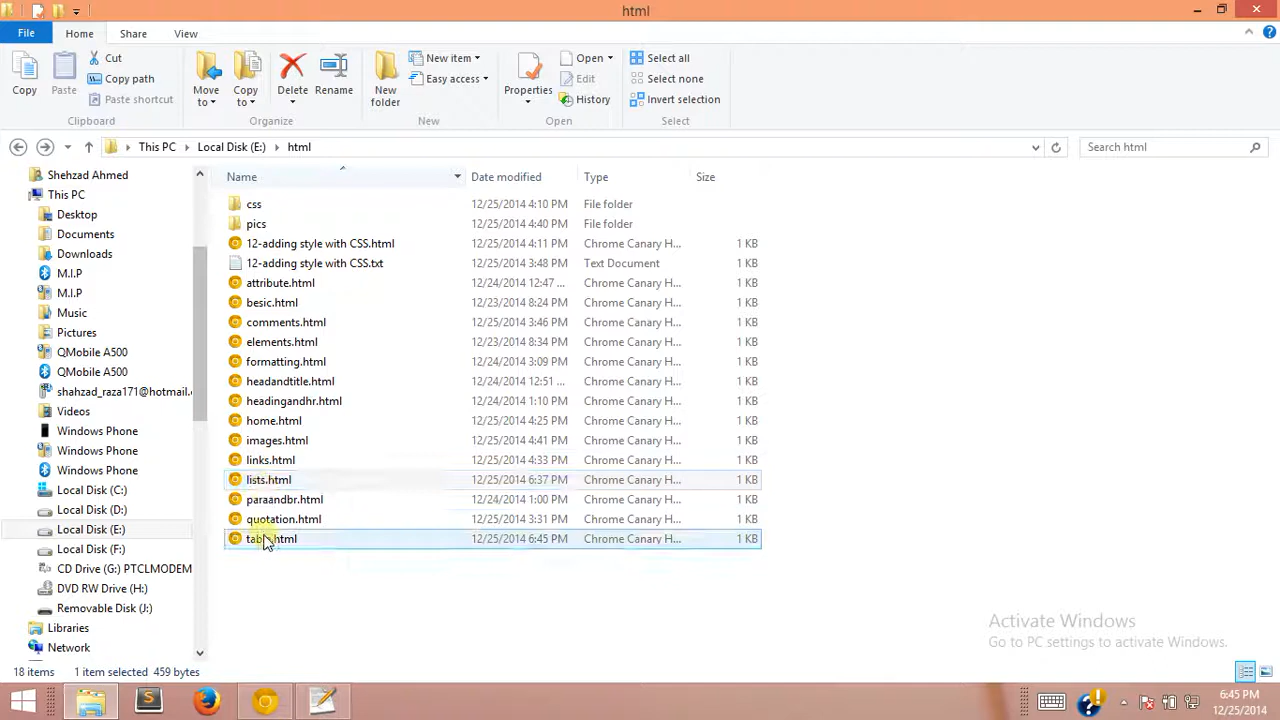 html
File
Home
Share
View
Copy
Paste
Cut
Copy path
Paste shortcut
Clipboard
Move to
Copy to
Delete
Rename
Organize
New folder
New item
Easy access
New
Properties
Open
Edit
History
Open
Select all
Select none
Invert selection
Select
This PC
Local Disk (E:)
html
Search html
Name Date modified Type Size
css 12/25/2014 4:10 PM File folder
pics 12/25/2014 4:40 PM File folder
12-adding style with CSS.html 12/25/2014 4:11 PM Chrome Canary H... 1 KB
12-adding style with CSS.txt 12/25/2014 3:48 PM Text Document 1 KB
attribute.html 12/24/2014 12:47 ... Chrome Canary H... 1 KB
besic.html 12/23/2014 8:24 PM Chrome Canary H... 1 KB
comments.html 12/25/2014 3:46 PM Chrome Canary H... 1 KB
elements.html 12/23/2014 8:34 PM Chrome Canary H... 1 KB
formatting.html 12/24/2014 3:09 PM Chrome Canary H... 1 KB
headandtitle.html 12/24/2014 12:51 ... Chrome Canary H... 1 KB
headingandhr.html 12/24/2014 1:10 PM Chrome Canary H... 1 KB
home.html 12/25/2014 4:25 PM Chrome Canary H... 1 KB
images.html 12/25/2014 4:41 PM Chrome Canary H... 1 KB
links.html 12/25/2014 4:33 PM Chrome Canary H... 1 KB
lists.html 12/25/2014 6:37 PM Chrome Canary H... 1 KB
paraandbr.html 12/24/2014 1:00 PM Chrome Canary H... 1 KB
quotation.html 12/25/2014 3:31 PM Chrome Canary H... 1 KB
12/25/2014 6:45 PM Chrome Canary H... 1 KB
Shehzad Ahmed
This PC
Desktop
Documents
Downloads
M.I.P
M.I.P
Music
Pictures
QMobile A500
QMobile A500
shahzad_raza171@hotmail.
Videos
Windows Phone
Windows Phone
Windows Phone
Local Disk (C:)
Local Disk (D:)
Local Disk (E:)
Local Disk (F:)
CD Drive (G:) PTCLMODEM
DVD RW Drive (H:)
Removable Disk (J:)
Libraries
Network
Activate Windows
Go to PC settings to activate Windows.
18 items 1 item selected 459 bytes
6:45 PM
12/25/2014